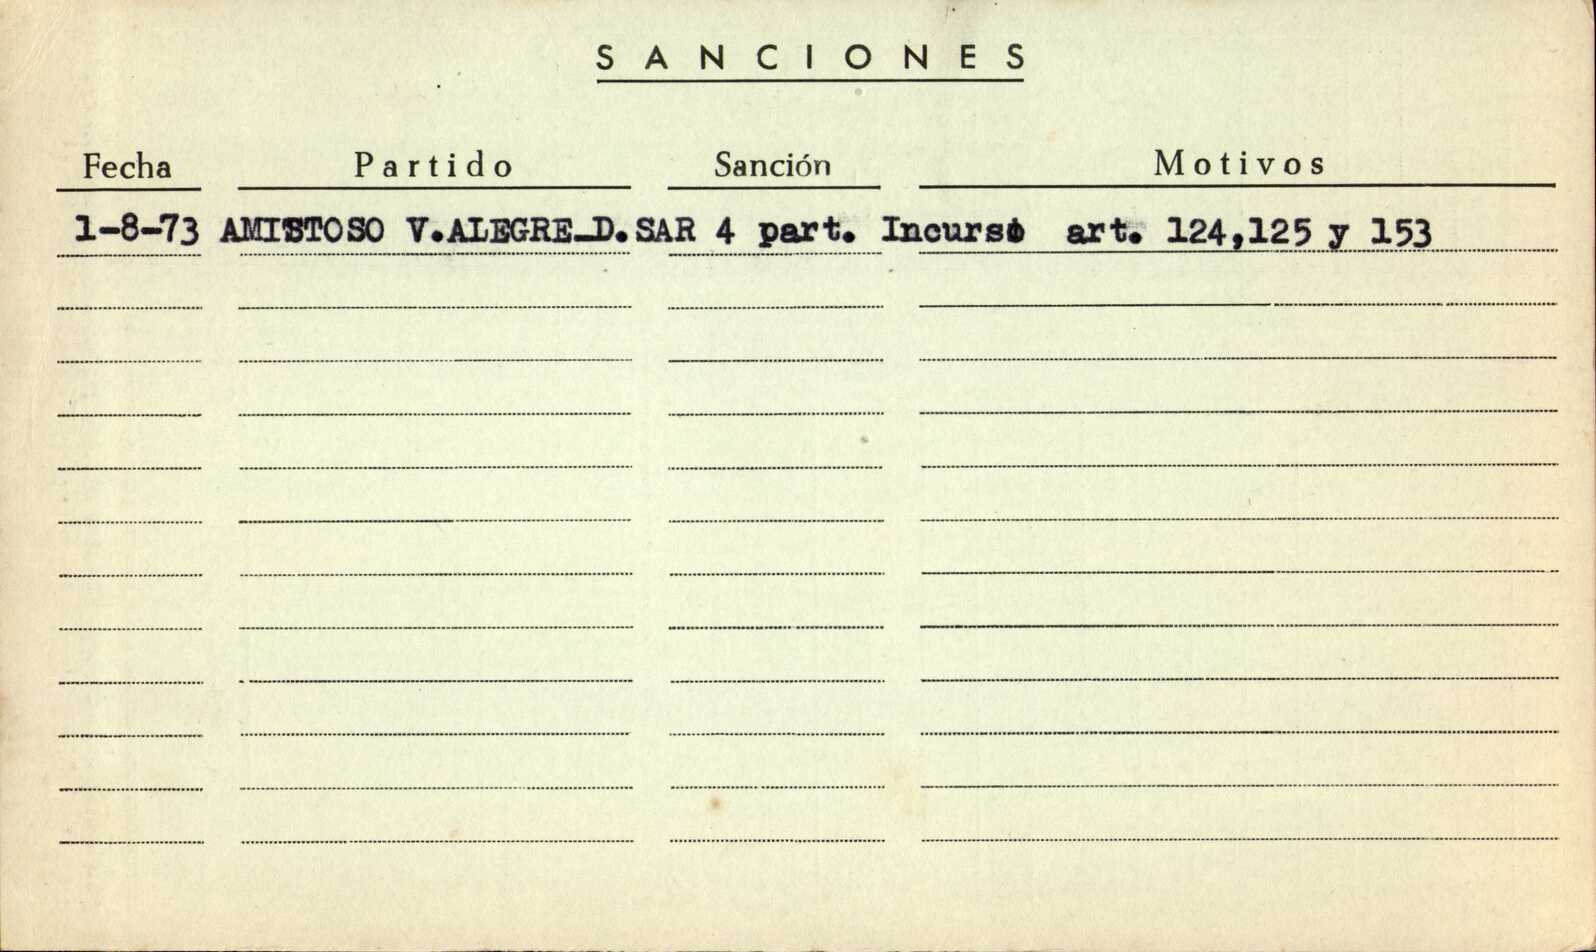 SANCIONES
Fecha Partido Sanción Motivos
1-8-73 AMISTOSO V.ALEGRE-D.SAR 4 part. Incurso art. 124,125 y 153